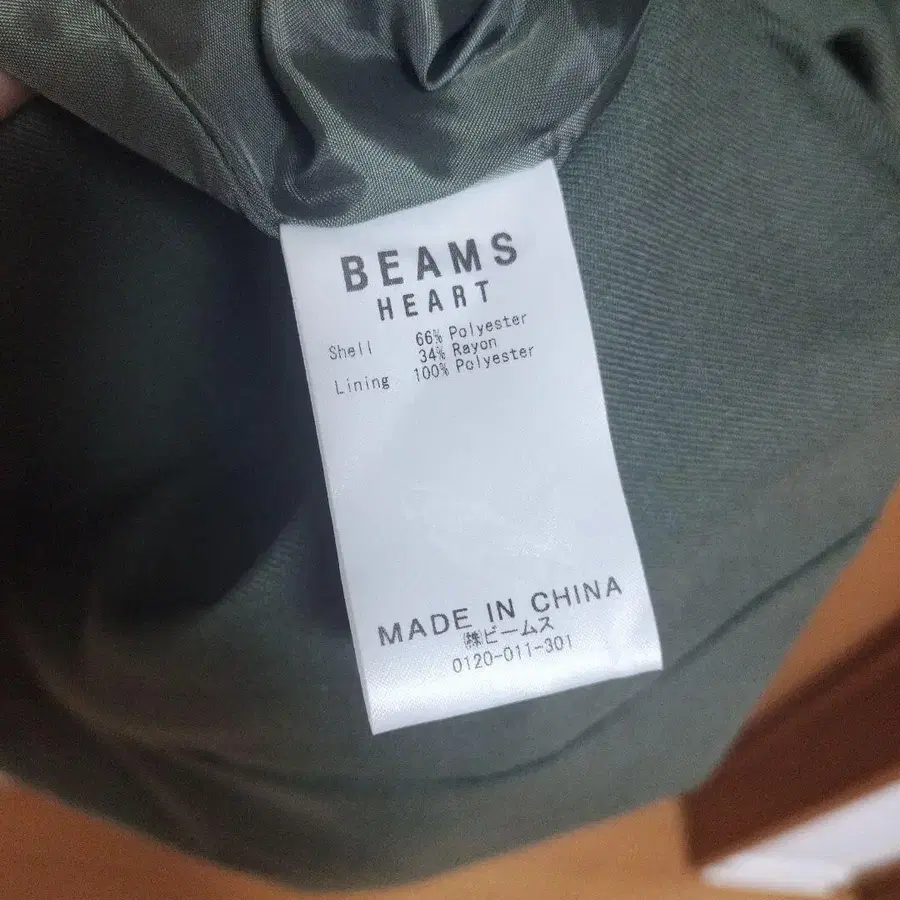 BEAMS
HEART
Shell 66% Polyester
34% Rayon
Lining 100% Polyester
MADE IN CHINA
㈱ビームス
0120-011-301